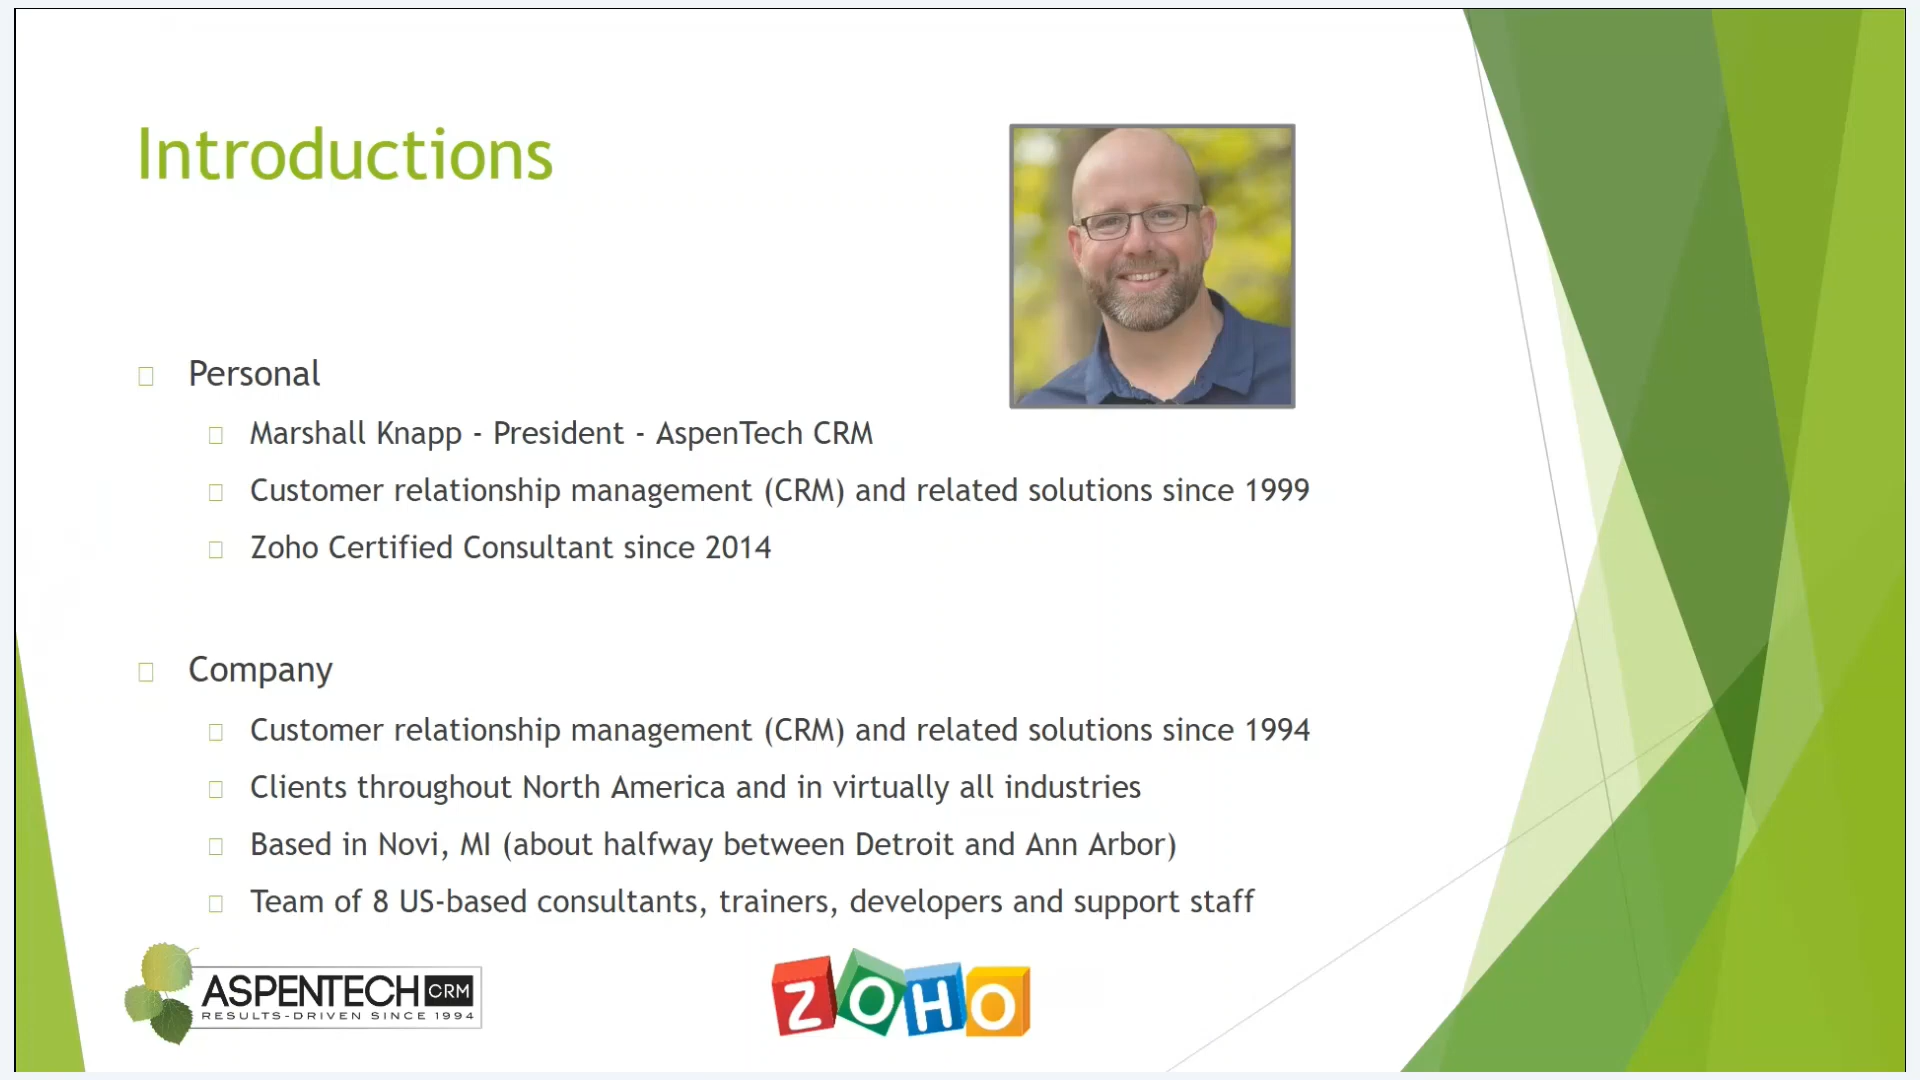 Introductions
Personal
Marshall Knapp - President - AspenTech CRM
Customer relationship management (CRM) and related solutions since 1999
Zoho Certified Consultant since 2014
Company
Customer relationship management (CRM) and related solutions since 1994
Clients throughout North America and in virtually all industries
Based in Novi, MI (about halfway between Detroit and Ann Arbor)
Team of 8 US-based consultants, trainers, developers and support staff
ASPENTECH CRM
RESULTS-DRIVEN SINCE 1994
ZOHO